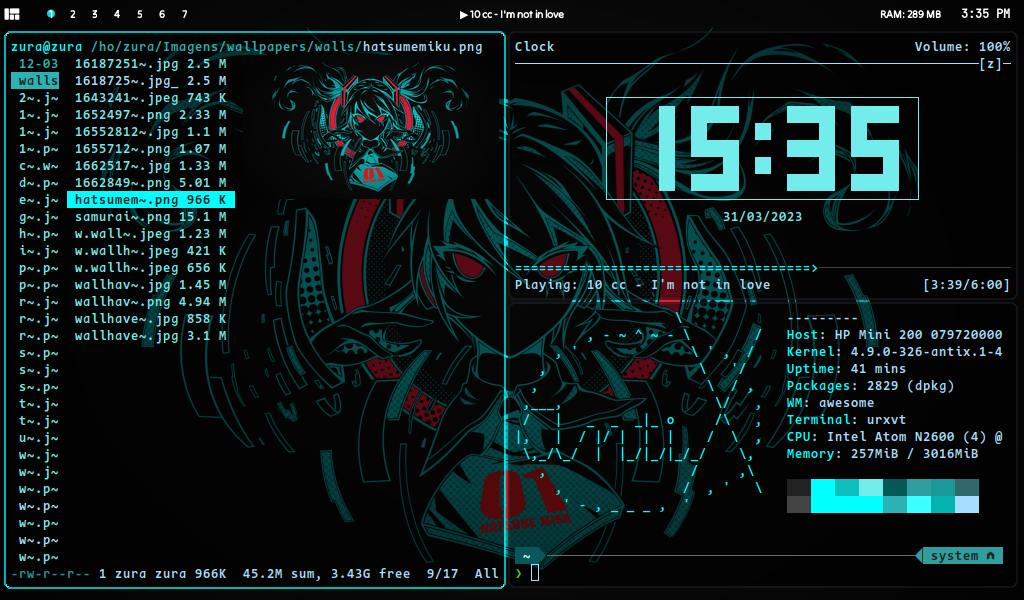 1 2 3 4 5 6 7
▶ 10 cc - I'm not in love
RAM: 289 MB 3:35 PM
zura@zura /ho/zura/Imagens/wallpapers/walls/hatsumemiku.png
12-03 16187251~.jpg 2.5 M
walls 1618725~.jpg_ 2.5 M
2~.j~ 1643241~.jpeg 743 K
1~.j~ 1652497~.png 2.33 M
1~.j~ 16552812~.jpg 1.1 M
1~.p~ 1655712~.png 1.07 M
c~.w~ 1662517~.jpg 1.33 M
d~.p~ 1662849~.png 5.01 M
e~.j~ hatsumem~.png 966 K
g~.j~ samurai~.png 15.1 M
h~.p~ w.wall~.jpeg 1.23 M
i~.j~ w.wallh~.jpeg 421 K
p~.p~ w.wallh~.jpeg 656 K
p~.p~ wallhav~.jpg 1.45 M
r~.j~ wallhav~.png 4.94 M
r~.j~ wallhave~.jpg 858 K
r~.p~ wallhave~.jpg 3.1 M
s~.p~
s~.j~
s~.p~
t~.j~
t~.j~
u~.j~
w~.j~
w~.j~
w~.p~
w~.p~
w~.p~
w~.p~
w~.p~
-rw-r--r-- 1 zura zura 966K 45.2M sum, 3.43G free 9/17 All
01
HATSUNE MIKU
Clock Volume: 100%
[z]
15:35
31/03/2023
Playing: 10 cc - I'm not in love [3:39/6:00]
antiX
---------
Host: HP Mini 200 079720000
Kernel: 4.9.0-326-antix.1-4
Uptime: 41 mins
Packages: 2829 (dpkg)
WM: awesome
Terminal: urxvt
CPU: Intel Atom N2600 (4) @
Memory: 257MiB / 3016MiB
~ system
❯